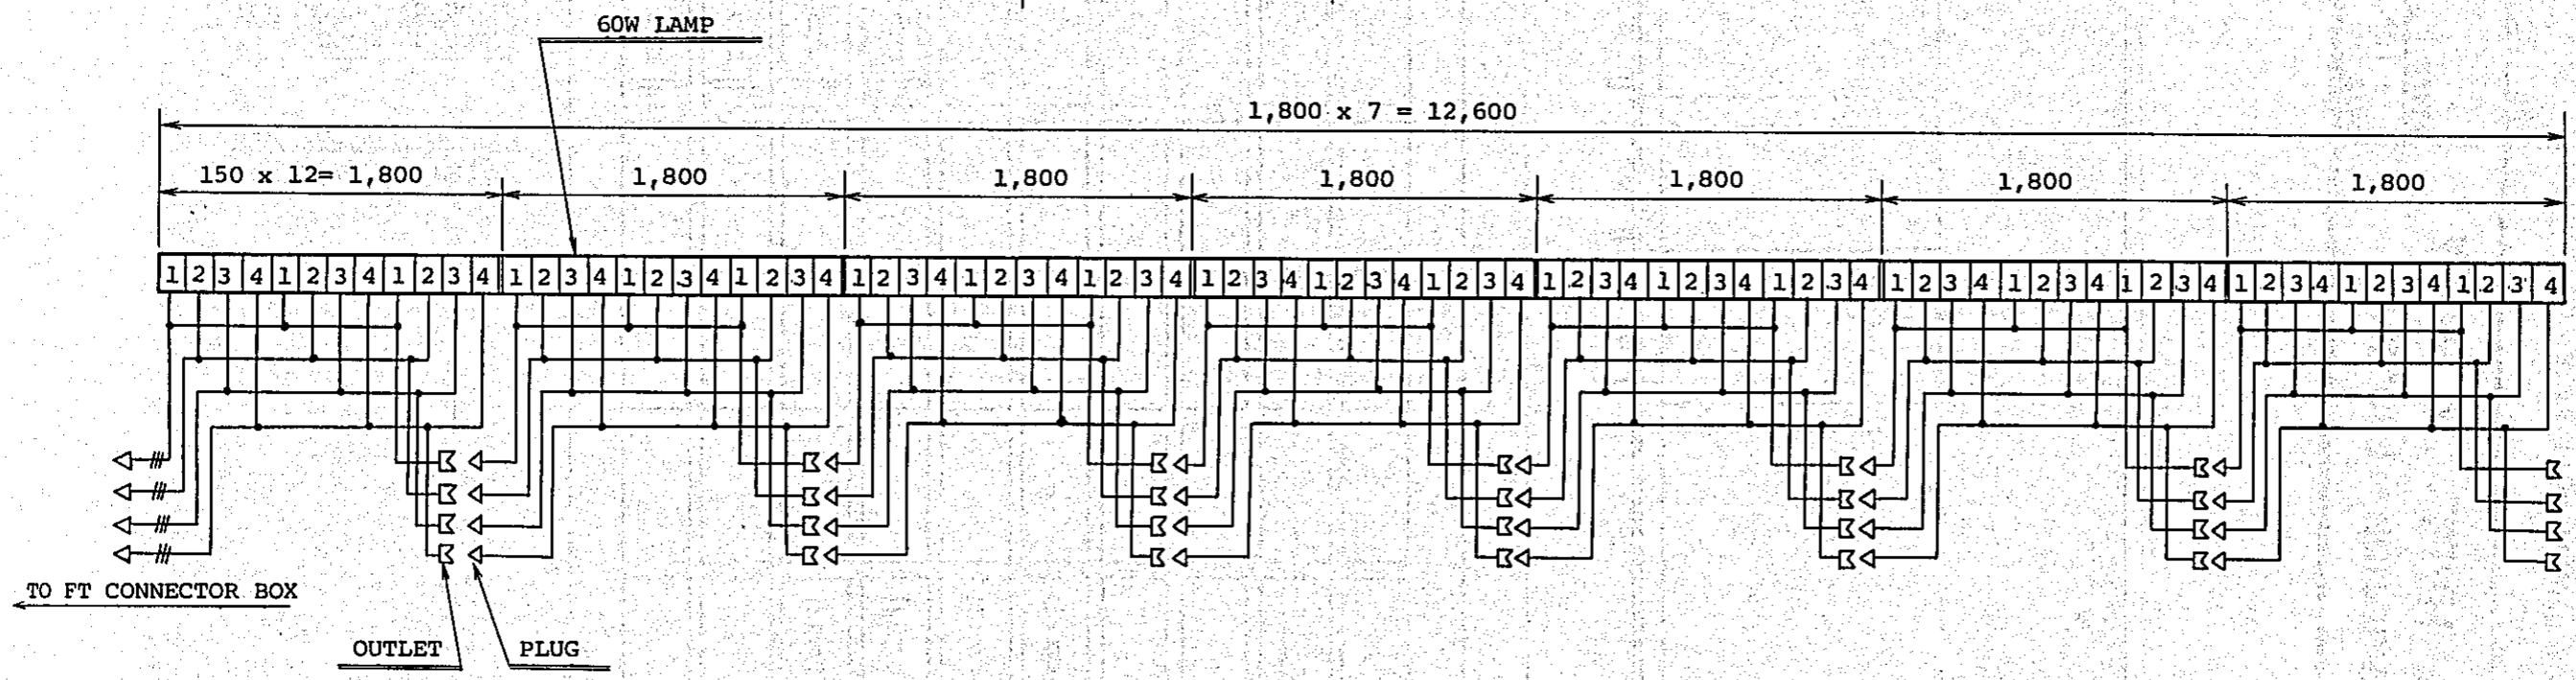 60W LAMP
1,800 x 7 = 12,600
150 x 12= 1,800 1,800 1,800 1,800 1,800 1,800 1,800
1 2 3 4 1 2 3 4 1 2 3 4 1 2 3 4 1 2 3 4 1 2 3 4 1 2 3 4 1 2 3 4 1 2 3 4 1 2 3 4 1 2 3 4 1 2 3 4 1 2 3 4 1 2 3 4 1 2 3 4 1 2 3 4 1 2 3 4 1 2 3 4 1 2 3 4 1 2 3 4 1 2 3 4
TO FT CONNECTOR BOX
OUTLET PLUG